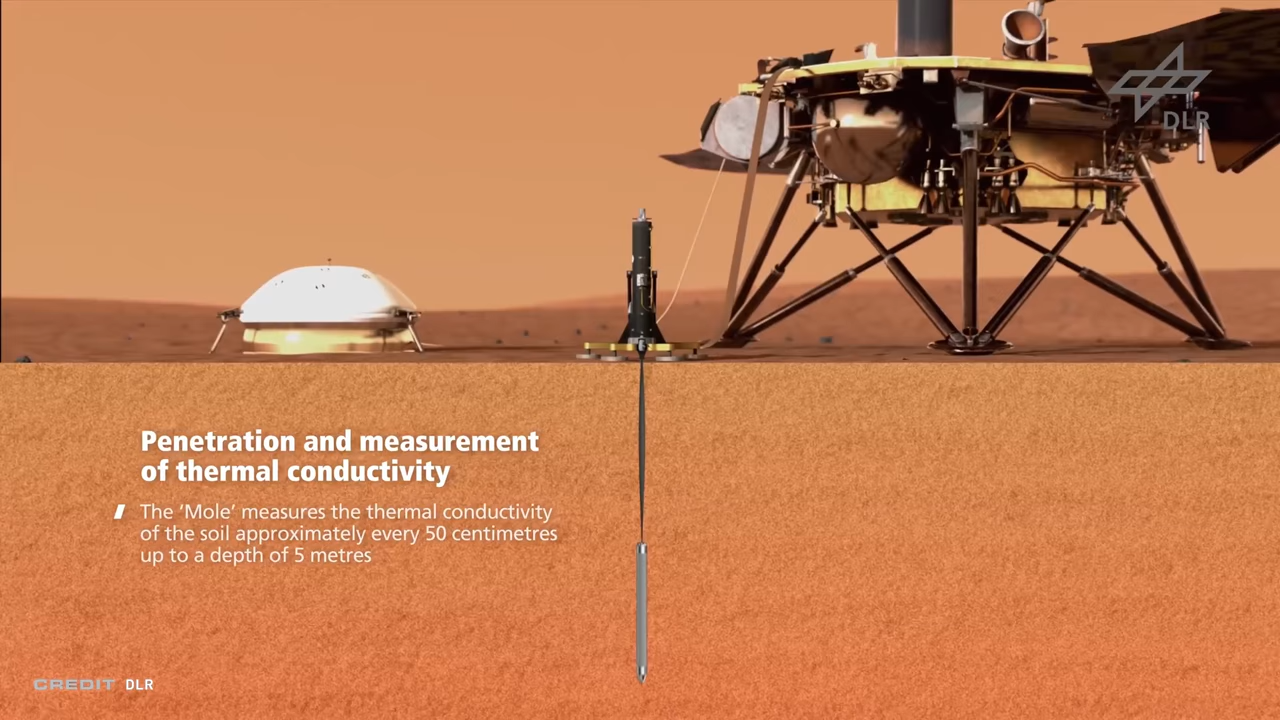 DLR
Penetration and measurement
of thermal conductivity
The ‘Mole’ measures the thermal conductivity
of the soil approximately every 50 centimetres
up to a depth of 5 metres
CREDIT DLR